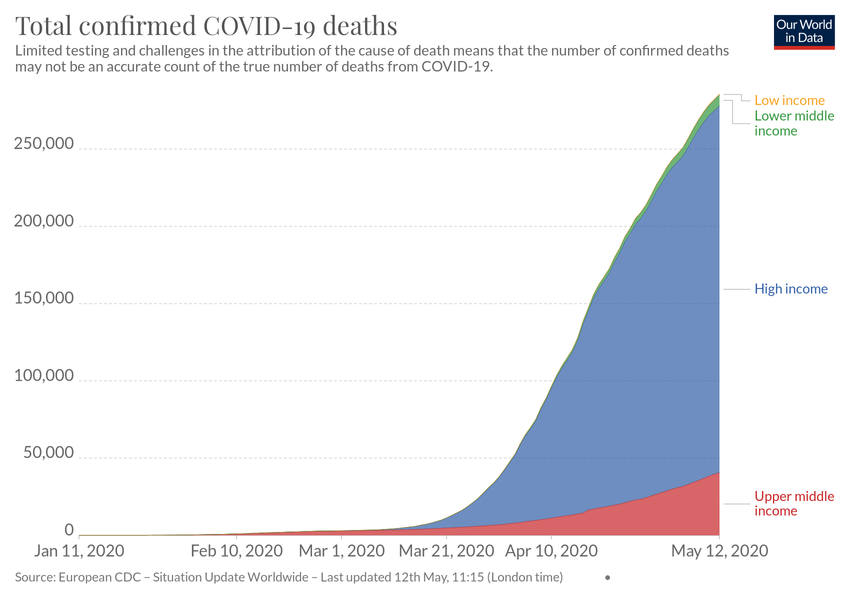 Total confirmed COVID-19 deaths
Our World
in Data
Limited testing and challenges in the attribution of the cause of death means that the number of confirmed deaths
may not be an accurate count of the true number of deaths from COVID-19.
Low income
Lower middle
income
250,000
200,000
High income
150,000
100,000
50,000
Upper middle
income
0
Jan 11, 2020 Feb 10, 2020 Mar 1, 2020 Mar 21, 2020 Apr 10, 2020 May 12, 2020
Source: European CDC – Situation Update Worldwide – Last updated 12th May, 11:15 (London time) •